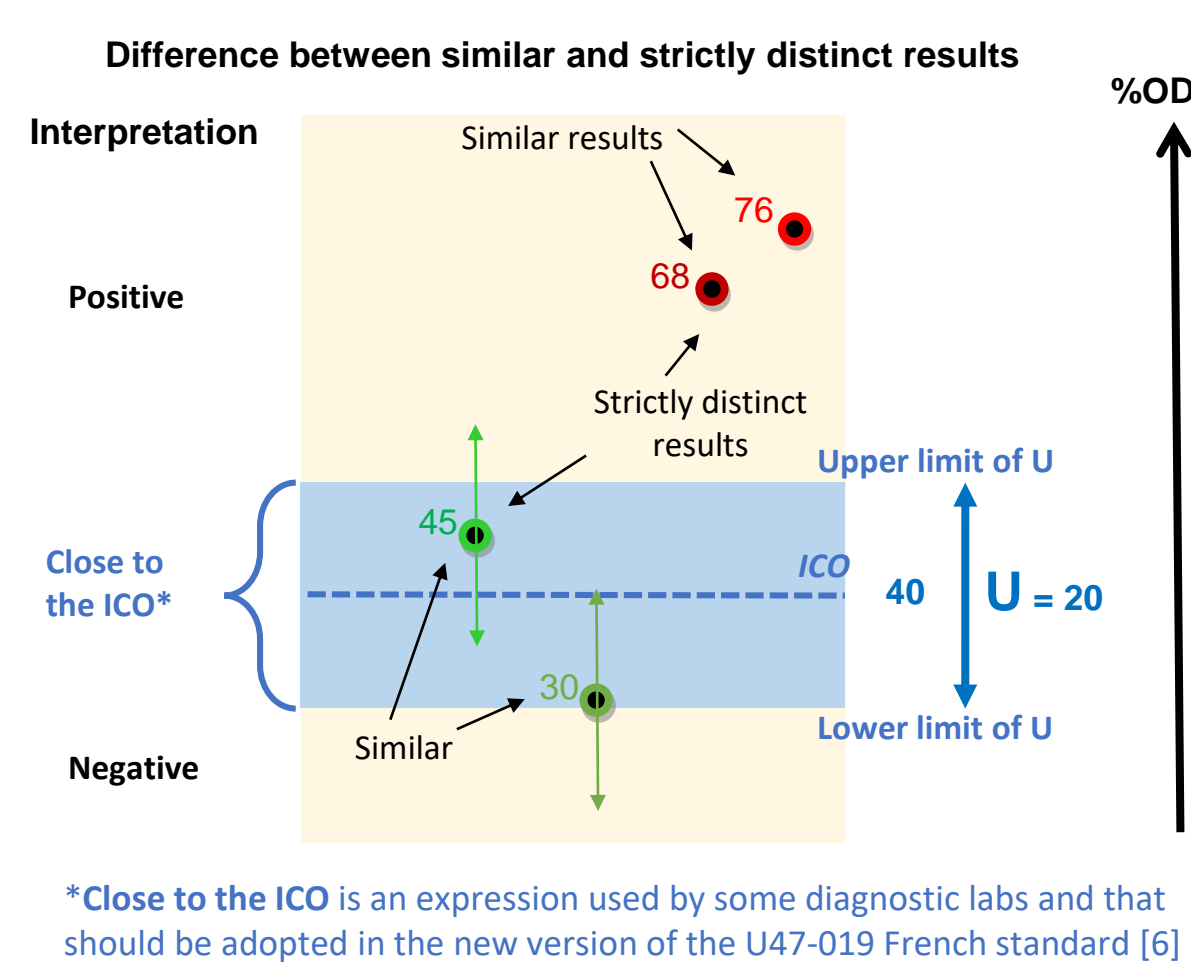 Difference between similar and strictly distinct results
%OD
Interpretation
Similar results
76
68
Positive
Strictly distinct
results
Upper limit of U
45
Close to
the ICO*
ICO
40
U = 20
30
Lower limit of U
Similar
Negative
*Close to the ICO is an expression used by some diagnostic labs and that
should be adopted in the new version of the U47-019 French standard [6]